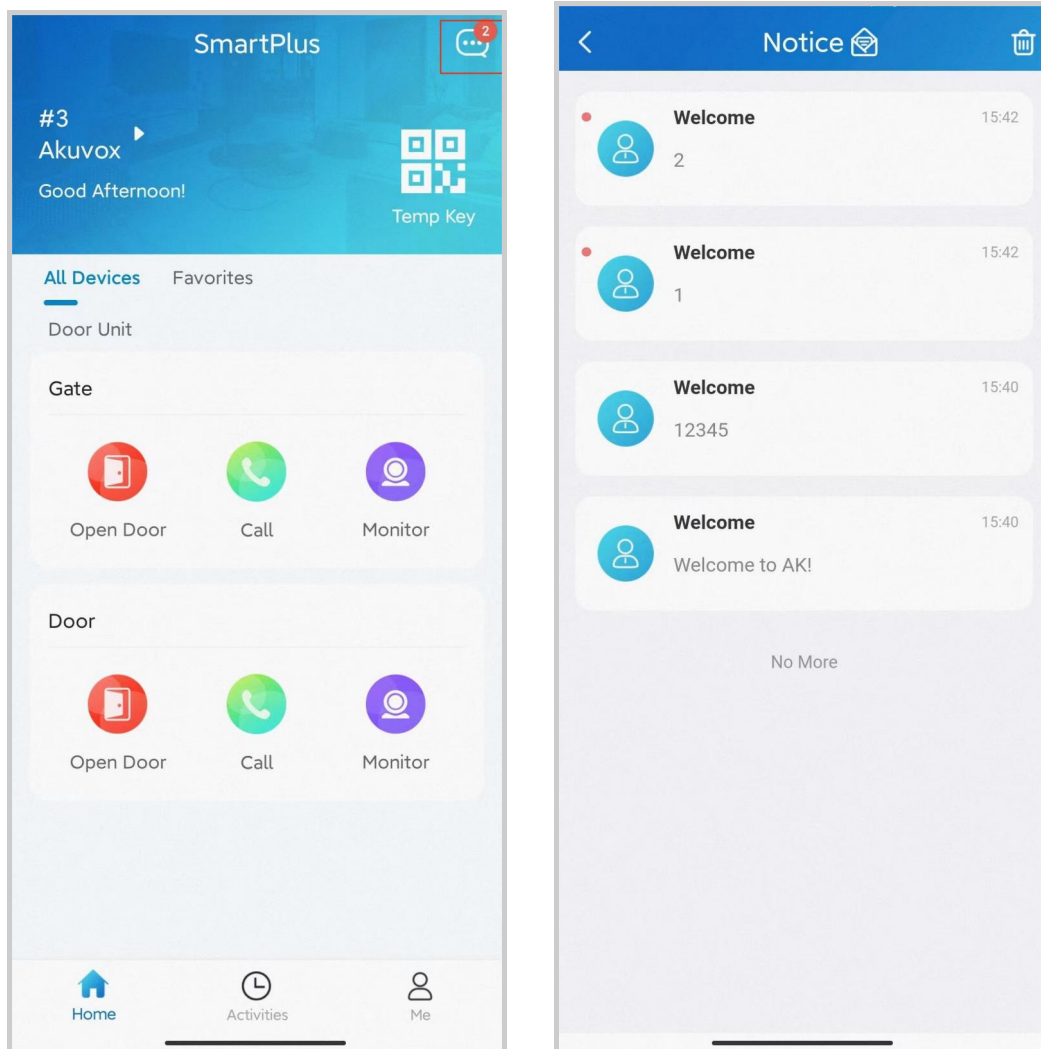 SmartPlus
2
#3
Akuvox
Good Afternoon!
Temp Key
All Devices Favorites
Door Unit
Gate
Open Door Call Monitor
Door
Open Door Call Monitor
Home Activities Me
Notice
Welcome 15:42
2
Welcome 15:42
1
Welcome 15:40
12345
Welcome 15:40
Welcome to AK!
No More